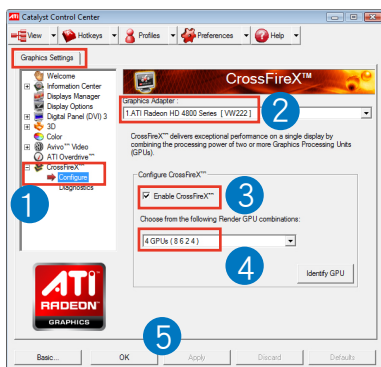 ATI Catalyst Control Center
View Hotkeys Profiles Preferences Help
Graphics Settings
Welcome
Information Center
Displays Manager
Display Options
Digital Panel (DVI) 3
3D
Color
Avivo™ Video
ATI Overdrive™
CrossFireX™
Configure
Diagnostics
1
ATI
RADEON
GRAPHICS
CrossFireX™
Graphics Adapter :
1.ATI Radeon HD 4800 Series [ VW222 ]
2
CrossFireX™ delivers exceptional performance on a single display by
combining the processing power of two or more Graphics Processing Units
(GPUs).
Configure CrossFireX™
Enable CrossFireX™
3
Choose from the following Render GPU combinations:
4 GPUs ( 8 6 2 4 )
4
Identify GPU
5
Basic... OK Apply Discard Defaults